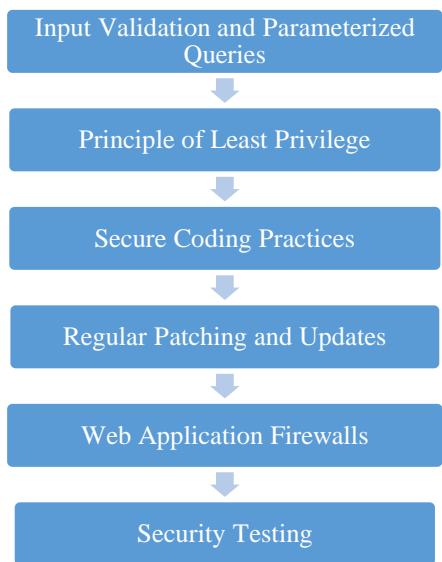 Input Validation and Parameterized
Queries
Principle of Least Privilege
Secure Coding Practices
Regular Patching and Updates
Web Application Firewalls
Security Testing